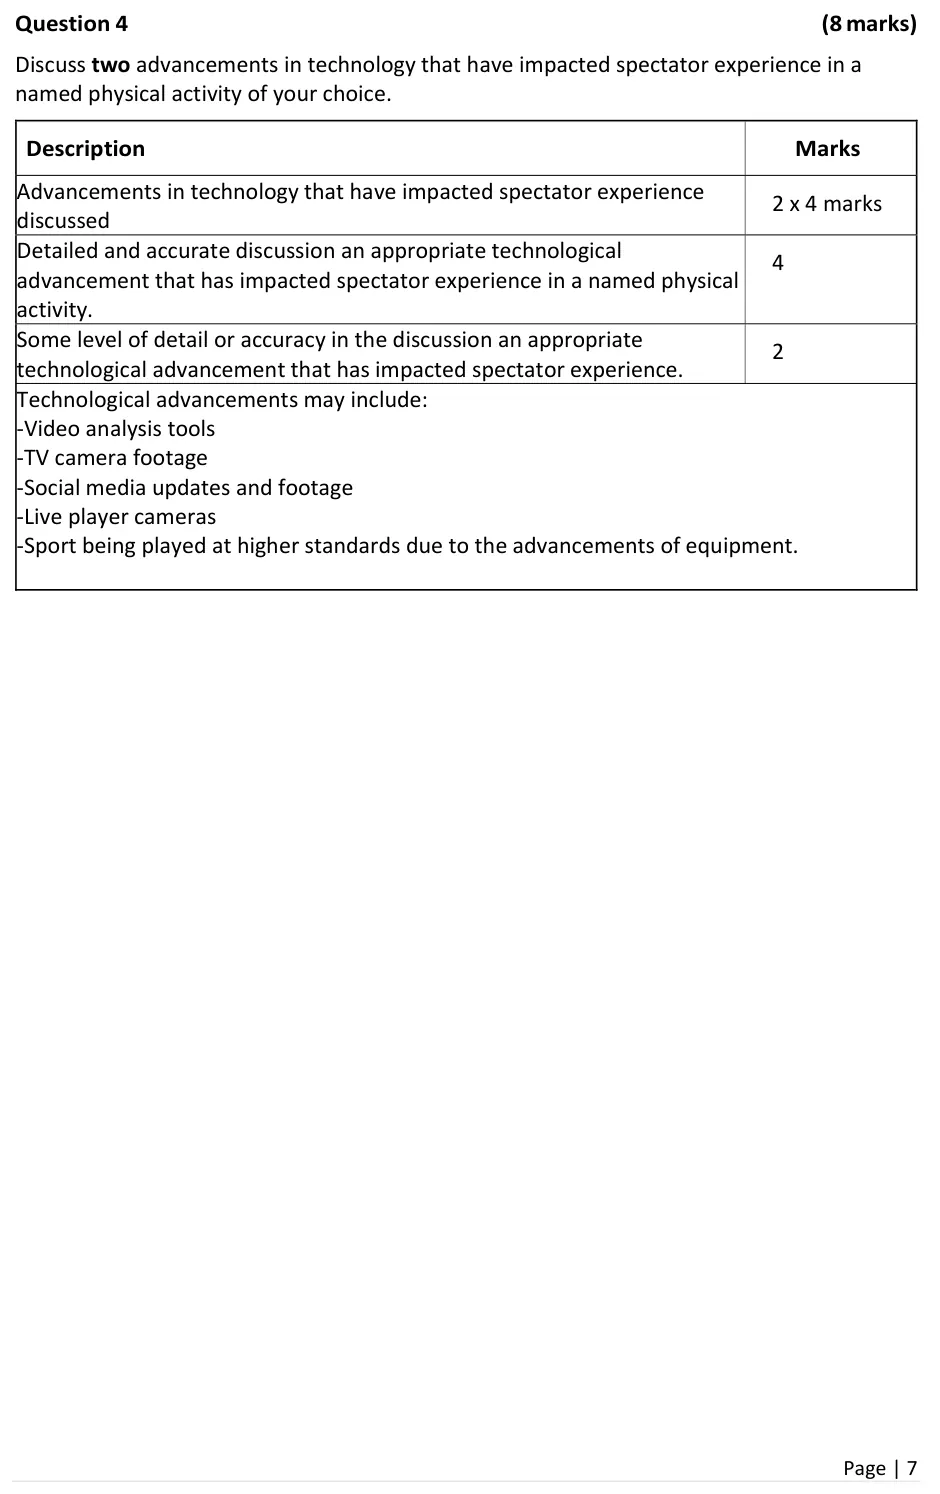 Question 4 (8 marks)
Discuss two advancements in technology that have impacted spectator experience in a
named physical activity of your choice.
Description Marks
Advancements in technology that have impacted spectator experience
discussed
2 x 4 marks
Detailed and accurate discussion an appropriate technological
advancement that has impacted spectator experience in a named physical
activity.
4
Some level of detail or accuracy in the discussion an appropriate
technological advancement that has impacted spectator experience.
2
Technological advancements may include:
-Video analysis tools
-TV camera footage
-Social media updates and footage
-Live player cameras
-Sport being played at higher standards due to the advancements of equipment.
Page | 7